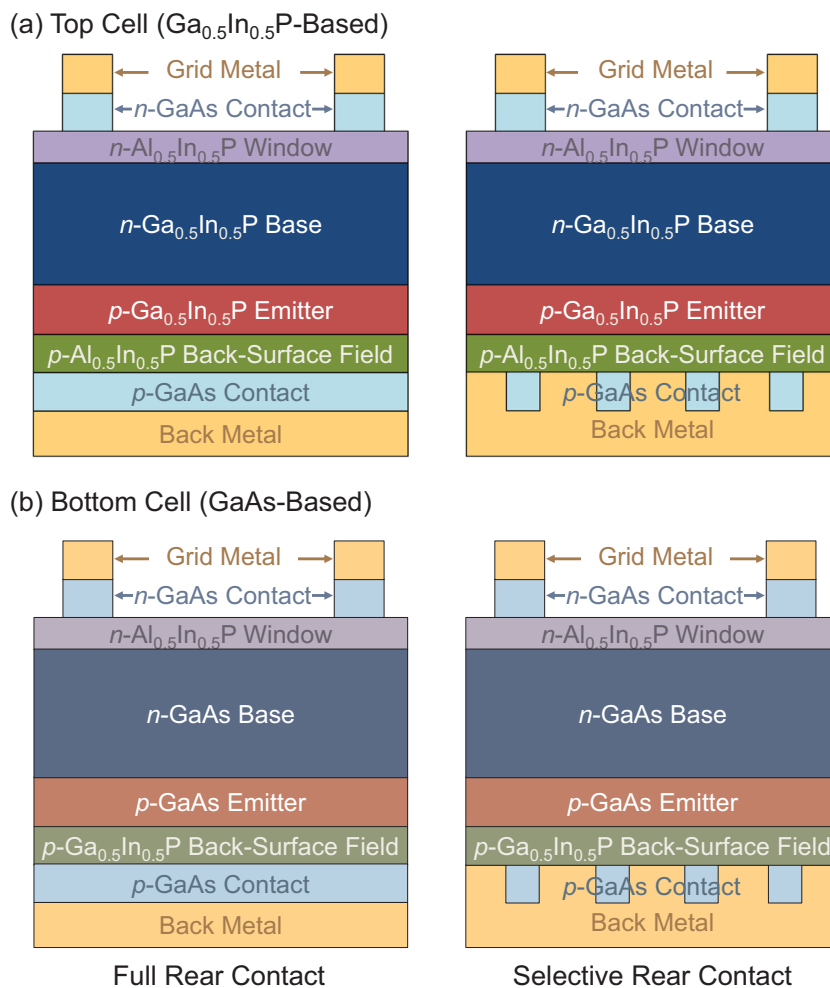 (a) Top Cell (Ga0.5In0.5P-Based)
Grid Metal
n-GaAs Contact
n-Al0.5In0.5P Window
n-Ga0.5In0.5P Base
p-Ga0.5In0.5P Emitter
p-Al0.5In0.5P Back-Surface Field
p-GaAs Contact
Back Metal
Grid Metal
n-GaAs Contact
n-Al0.5In0.5P Window
n-Ga0.5In0.5P Base
p-Ga0.5In0.5P Emitter
p-Al0.5In0.5P Back-Surface Field
p-GaAs Contact
Back Metal
(b) Bottom Cell (GaAs-Based)
Grid Metal
n-GaAs Contact
n-Al0.5In0.5P Window
n-GaAs Base
p-GaAs Emitter
p-Ga0.5In0.5P Back-Surface Field
p-GaAs Contact
Back Metal
Full Rear Contact
Grid Metal
n-GaAs Contact
n-Al0.5In0.5P Window
n-GaAs Base
p-GaAs Emitter
p-Ga0.5In0.5P Back-Surface Field
p-GaAs Contact
Back Metal
Selective Rear Contact